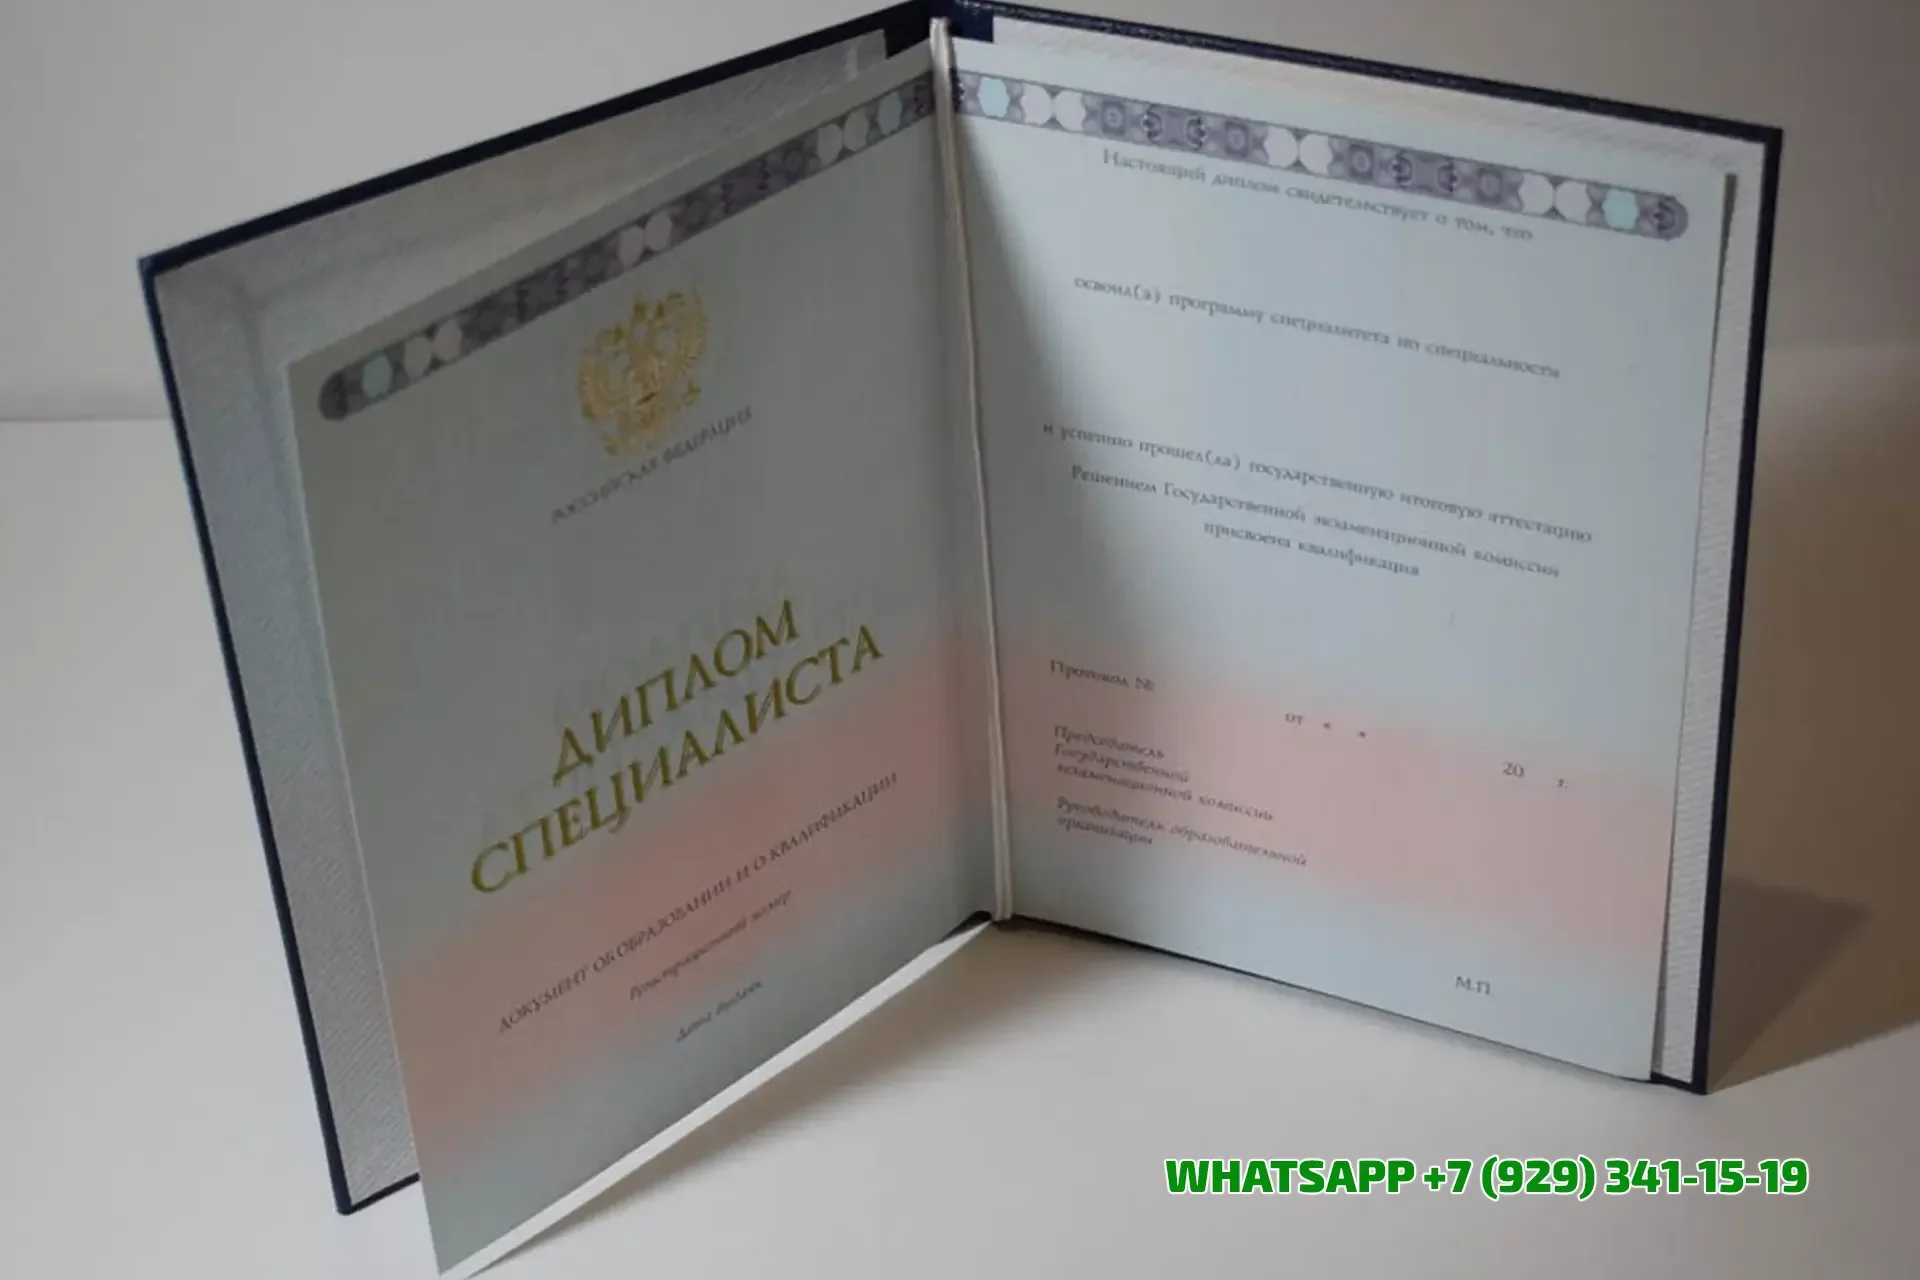 РОССИЙСКАЯ ФЕДЕРАЦИЯ
ДИПЛОМ
СПЕЦИАЛИСТА
ДОКУМЕНТ ОБ ОБРАЗОВАНИИ И О КВАЛИФИКАЦИИ
Регистрационный номер
Дата выдачи
Настоящий диплом свидетельствует о том, что
освоил(а) программу специалитета по специальности
и успешно прошел(ла) государственную итоговую аттестацию
Решением Государственной экзаменационной комиссии
присвоена квалификация
Протокол №
от « »
20 г.
Председатель
Государственной
экзаменационной комиссии
Руководитель образовательной
организации
М.П.
WHATSAPP +7 (929) 341-15-19